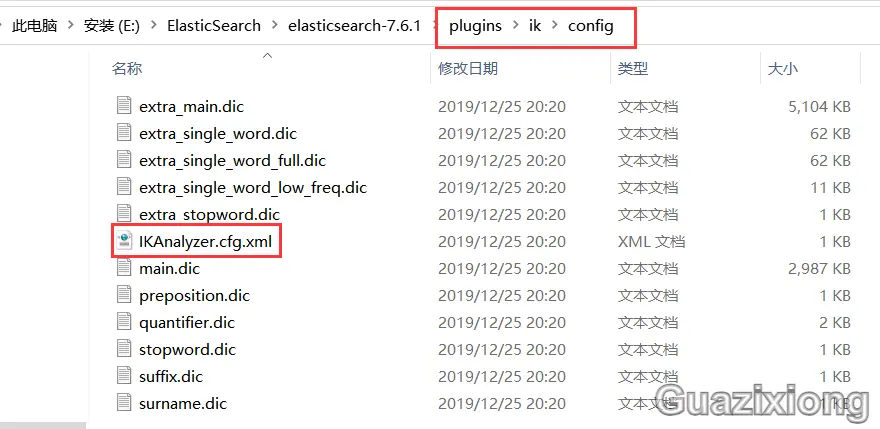 此电脑 > 安装 (E:) > ElasticSearch > elasticsearch-7.6.1 > plugins > ik > config
名称 修改日期 类型 大小
extra_main.dic 2019/12/25 20:20 文本文档 5,104 KB
extra_single_word.dic 2019/12/25 20:20 文本文档 62 KB
extra_single_word_full.dic 2019/12/25 20:20 文本文档 62 KB
extra_single_word_low_freq.dic 2019/12/25 20:20 文本文档 11 KB
extra_stopword.dic 2019/12/25 20:20 文本文档 1 KB
IKAnalyzer.cfg.xml 2019/12/25 20:20 XML 文档 1 KB
main.dic 2019/12/25 20:20 文本文档 2,987 KB
preposition.dic 2019/12/25 20:20 文本文档 1 KB
quantifier.dic 2019/12/25 20:20 文本文档 2 KB
stopword.dic 2019/12/25 20:20 文本文档 1 KB
suffix.dic 2019/12/25 20:20 文本文档 1 KB
surname.dic 2019/12/25 20:20 文本文档 1 KB
Guazixiong